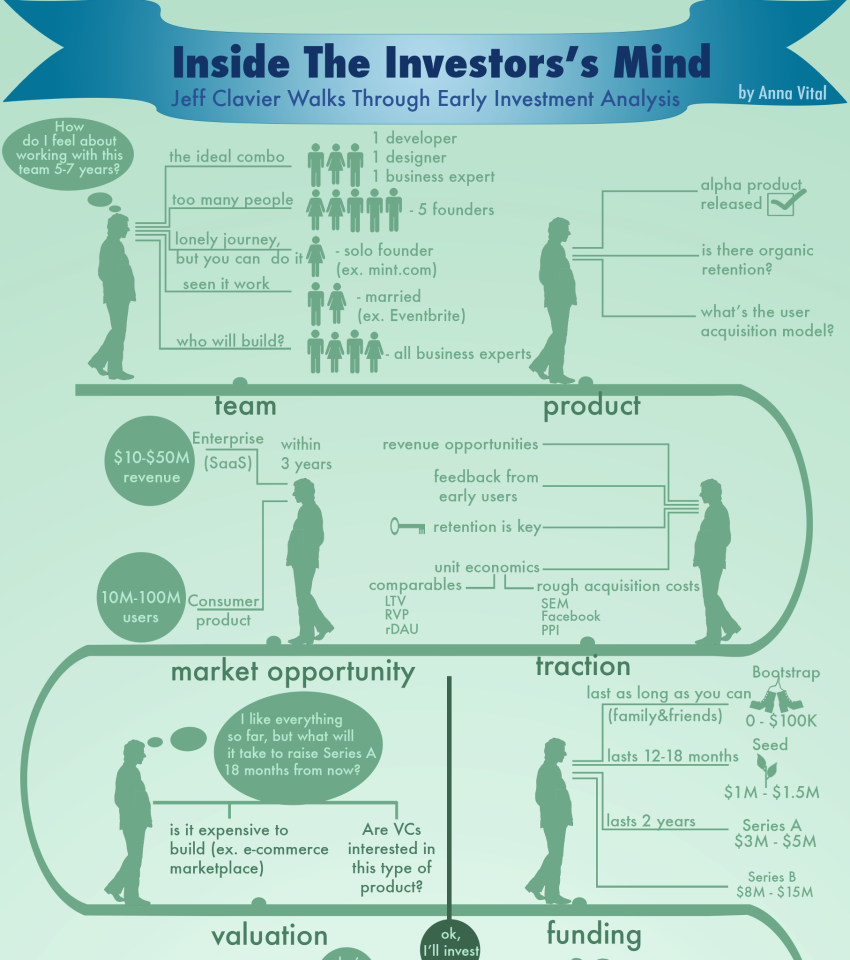 Inside The Investors's Mind
Jeff Clavier Walks Through Early Investment Analysis
by Anna Vital
How
do I feel about
working with this
team 5-7 years?
the ideal combo
1 developer
1 designer
1 business expert
too many people
- 5 founders
lonely journey,
but you can do it
- solo founder
(ex. mint.com)
seen it work
- married
(ex. Eventbrite)
who will build?
- all business experts
team
alpha product
released
is there organic
retention?
what's the user
acquisition model?
product
$10-$50M
revenue
Enterprise
(SaaS)
within
3 years
10M-100M
users
Consumer
product
market opportunity
revenue opportunities
feedback from
early users
retention is key
unit economics
comparables
LTV
RVP
rDAU
rough acquisition costs
SEM
Facebook
PPI
traction
I like everything
so far, but what will
it take to raise Series A
18 months from now?
is it expensive to
build (ex. e-commerce
marketplace)
Are VCs
interested in
this type of
product?
valuation
ok,
I'll invest
last as long as you can
(family&friends)
Bootstrap
0 - $100K
lasts 12-18 months
Seed
$1M - $1.5M
lasts 2 years
Series A
$3M - $5M
Series B
$8M - $15M
funding